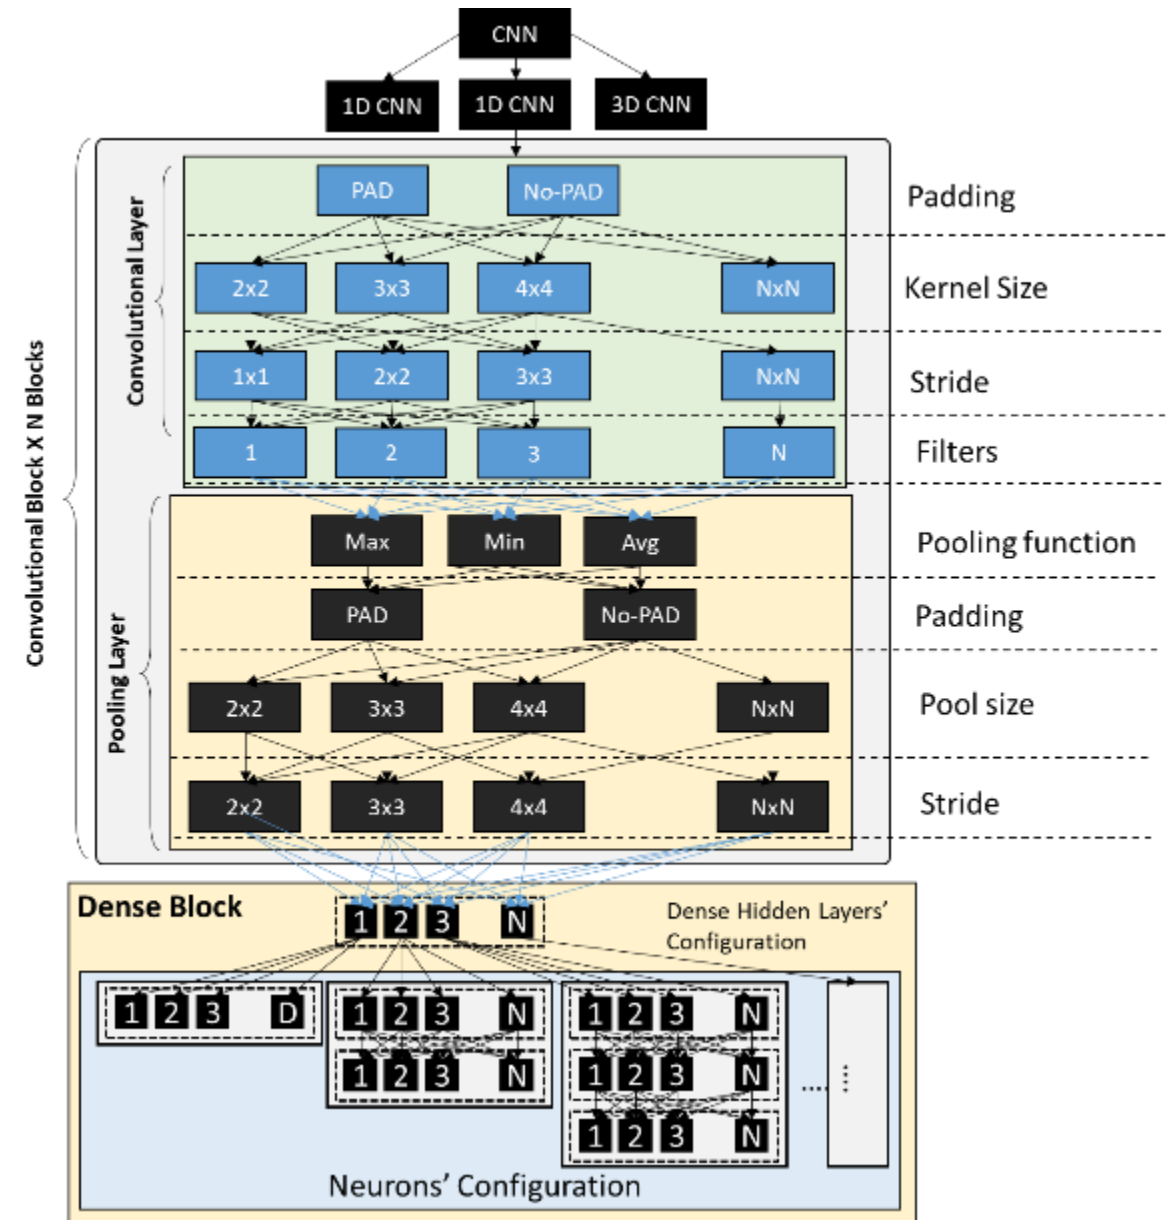 CNN
1D CNN
1D CNN
3D CNN
Convolutional Block X N Blocks
Convolutional Layer
PAD
No-PAD
Padding
2x2
3x3
4x4
NxN
Kernel Size
1x1
2x2
3x3
NxN
Stride
1
2
3
N
Filters
Pooling Layer
Max
Min
Avg
Pooling function
PAD
No-PAD
Padding
2x2
3x3
4x4
NxN
Pool size
2x2
3x3
4x4
NxN
Stride
Dense Block
1 2 3 N
Dense Hidden Layers'
Configuration
1 2 3 D
1 2 3 N
1 2 3 N
1 2 3 N
1 2 3 N
1 2 3 N
....
....
Neurons' Configuration